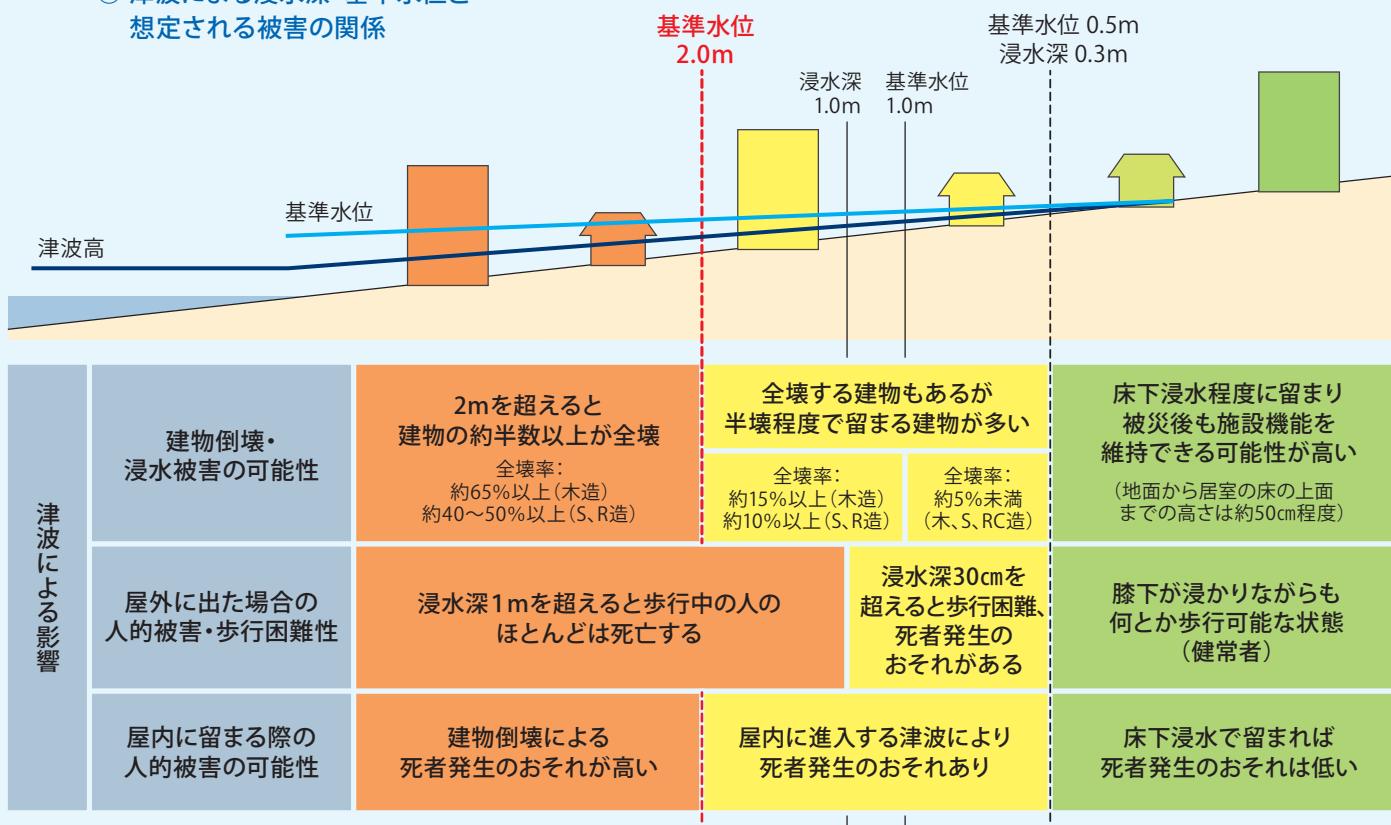 想定される被害の関係
基準水位
2.0m
基準水位 0.5m
浸水深 0.3m
浸水深
1.0m
基準水位
1.0m
基準水位
津波高
津波による影響
建物倒壊・
浸水被害の可能性
2mを超えると
建物の約半数以上が全壊
全壊率：
約65%以上（木造）
約40～50%以上（S、R造）
全壊する建物もあるが
半壊程度で留まる建物が多い
全壊率：
約15%以上（木造）
約10%以上（S、R造）
全壊率：
約5%未満
（木、S、RC造）
床下浸水程度に留まり
被災後も施設機能を
維持できる可能性が高い
（地面から居室の床の上面
までの高さは約50㎝程度）
屋外に出た場合の
人的被害・歩行困難性
浸水深1mを超えると歩行中の人の
ほとんどは死亡する
浸水深30㎝を
超えると歩行困難、
死者発生の
おそれがある
膝下が浸かりながらも
何とか歩行可能な状態
（健常者）
屋内に留まる際の
人的被害の可能性
建物倒壊による
死者発生のおそれが高い
屋内に進入する津波により
死者発生のおそれあり
床下浸水で留まれば
死者発生のおそれは低い